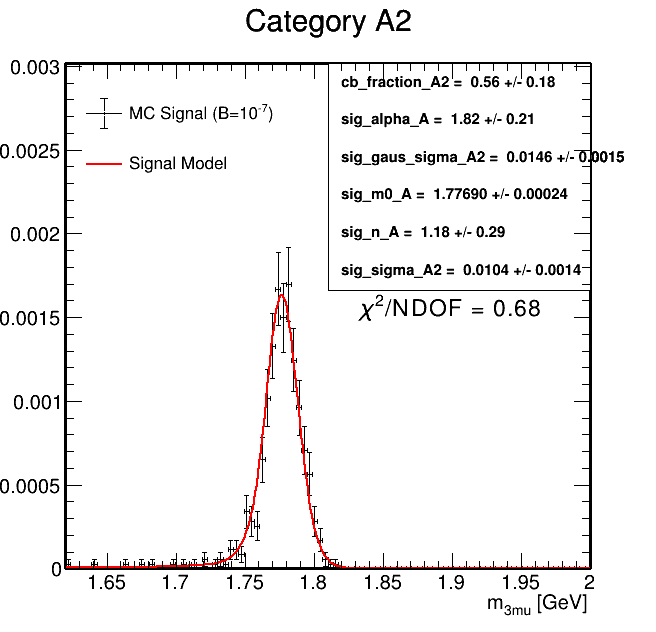 Category A2
0.003
0.0025
0.002
0.0015
0.001
0.0005
0
MC Signal (B=10⁻⁷)
Signal Model
cb_fraction_A2 = 0.56 +/- 0.18
sig_alpha_A = 1.82 +/- 0.21
sig_gaus_sigma_A2 = 0.0146 +/- 0.0015
sig_m0_A = 1.77690 +/- 0.00024
sig_n_A = 1.18 +/- 0.29
sig_sigma_A2 = 0.0104 +/- 0.0014
χ²/NDOF = 0.68
1.65 1.7 1.75 1.8 1.85 1.9 1.95 2
m₃ₘᵤ [GeV]